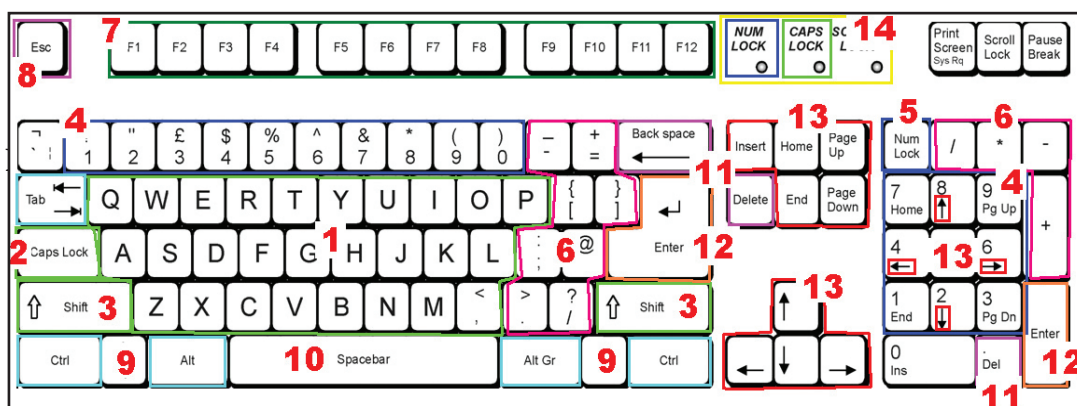 7 14
Esc F1 F2 F3 F4 F5 F6 F7 F8 F9 F10 F11 F12 NUM LOCK CAPS LOCK Print Screen Sys Rq Scroll Lock Pause Break
8
4 13 5 6
¬ ` ¦ 1 " 2 £ 3 $ 4 % 5 ^ 6 & 7 * 8 ( 9 ) 0 _ - + = Back space Insert Home Page Up Num Lock / * -
11 4
Tab Q W E R T Y U I O P { [ } ] Delete End Page Down 7 Home 8 9 Pg Up +
2 1 6 12 13
Caps Lock A S D F G H J K L : ; @ Enter 4 6
3 13 3
Shift Z X C V B N M < , > . ? / Shift 1 End 2 3 Pg Dn Enter
9 10 9 12
Ctrl Alt Spacebar Alt Gr Ctrl 0 Ins . Del
11